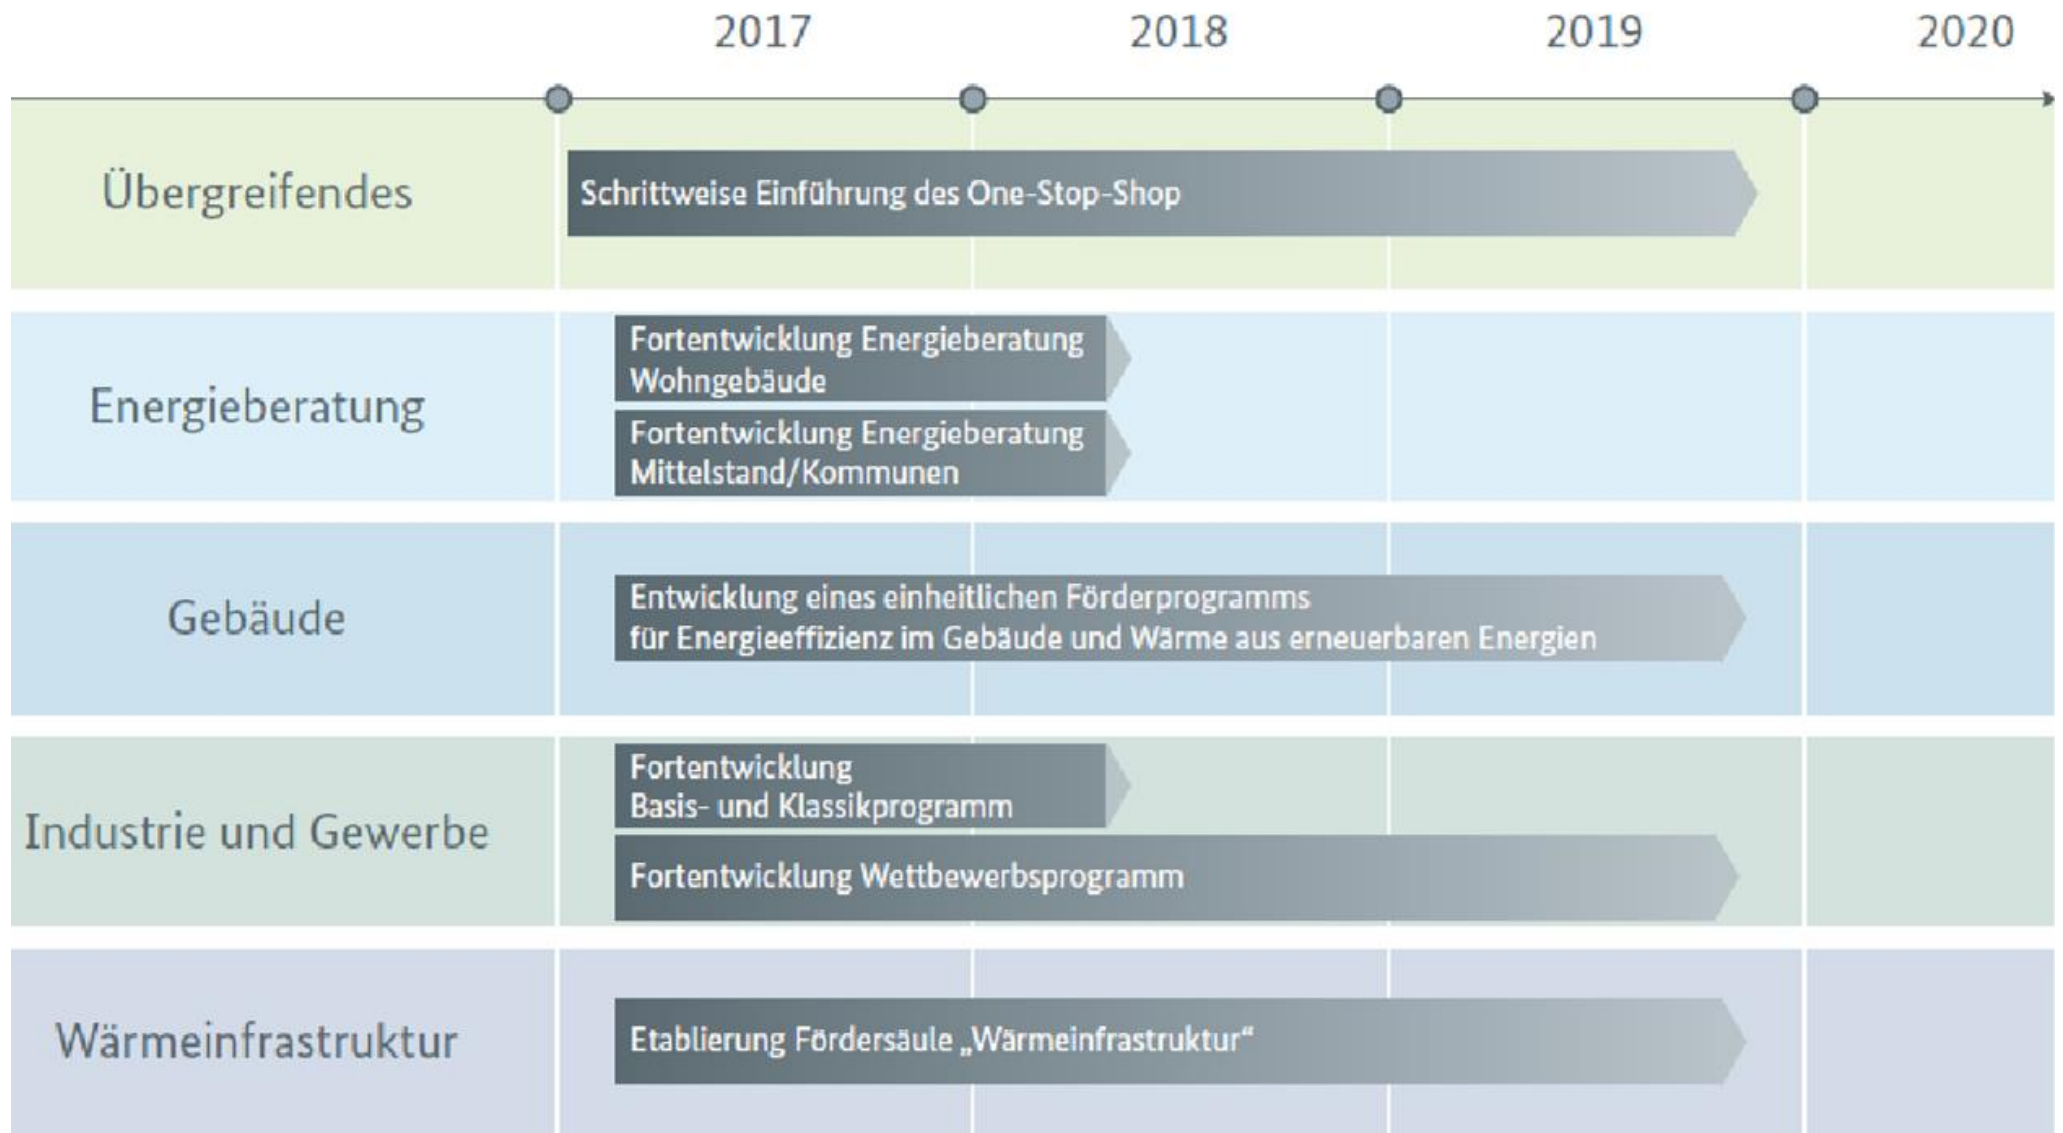 2017 2018 2019 2020
Übergreifendes
Schrittweise Einführung des One-Stop-Shop
Energieberatung
Fortentwicklung Energieberatung
Wohngebäude
Fortentwicklung Energieberatung
Mittelstand/Kommunen
Gebäude
Entwicklung eines einheitlichen Förderprogramms
für Energieeffizienz im Gebäude und Wärme aus erneuerbaren Energien
Industrie und Gewerbe
Fortentwicklung
Basis- und Klassikprogramm
Fortentwicklung Wettbewerbsprogramm
Wärmeinfrastruktur
Etablierung Fördersäule „Wärmeinfrastruktur“